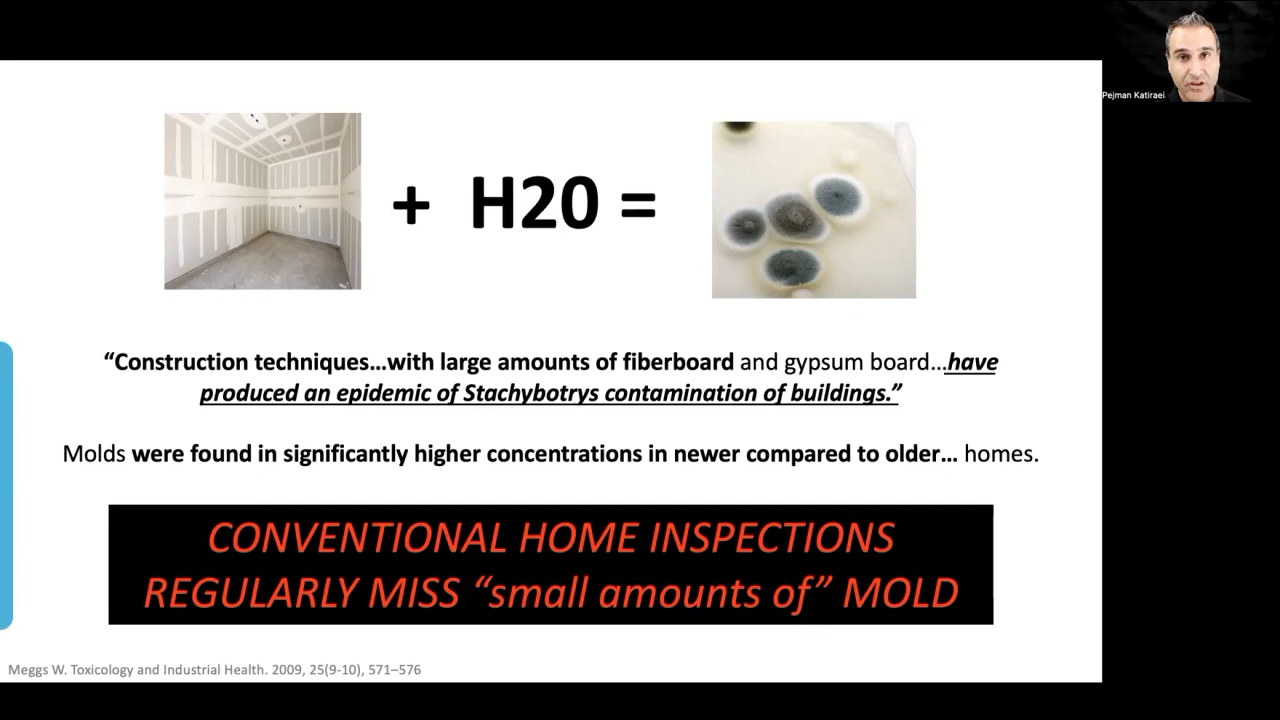 Pejman Katiraei
+ H20 =
“Construction techniques...with large amounts of fiberboard and gypsum board...have
produced an epidemic of Stachybotrys contamination of buildings.”
Molds were found in significantly higher concentrations in newer compared to older... homes.
CONVENTIONAL HOME INSPECTIONS
REGULARLY MISS “small amounts of” MOLD
Meggs W. Toxicology and Industrial Health. 2009, 25(9-10), 571–576